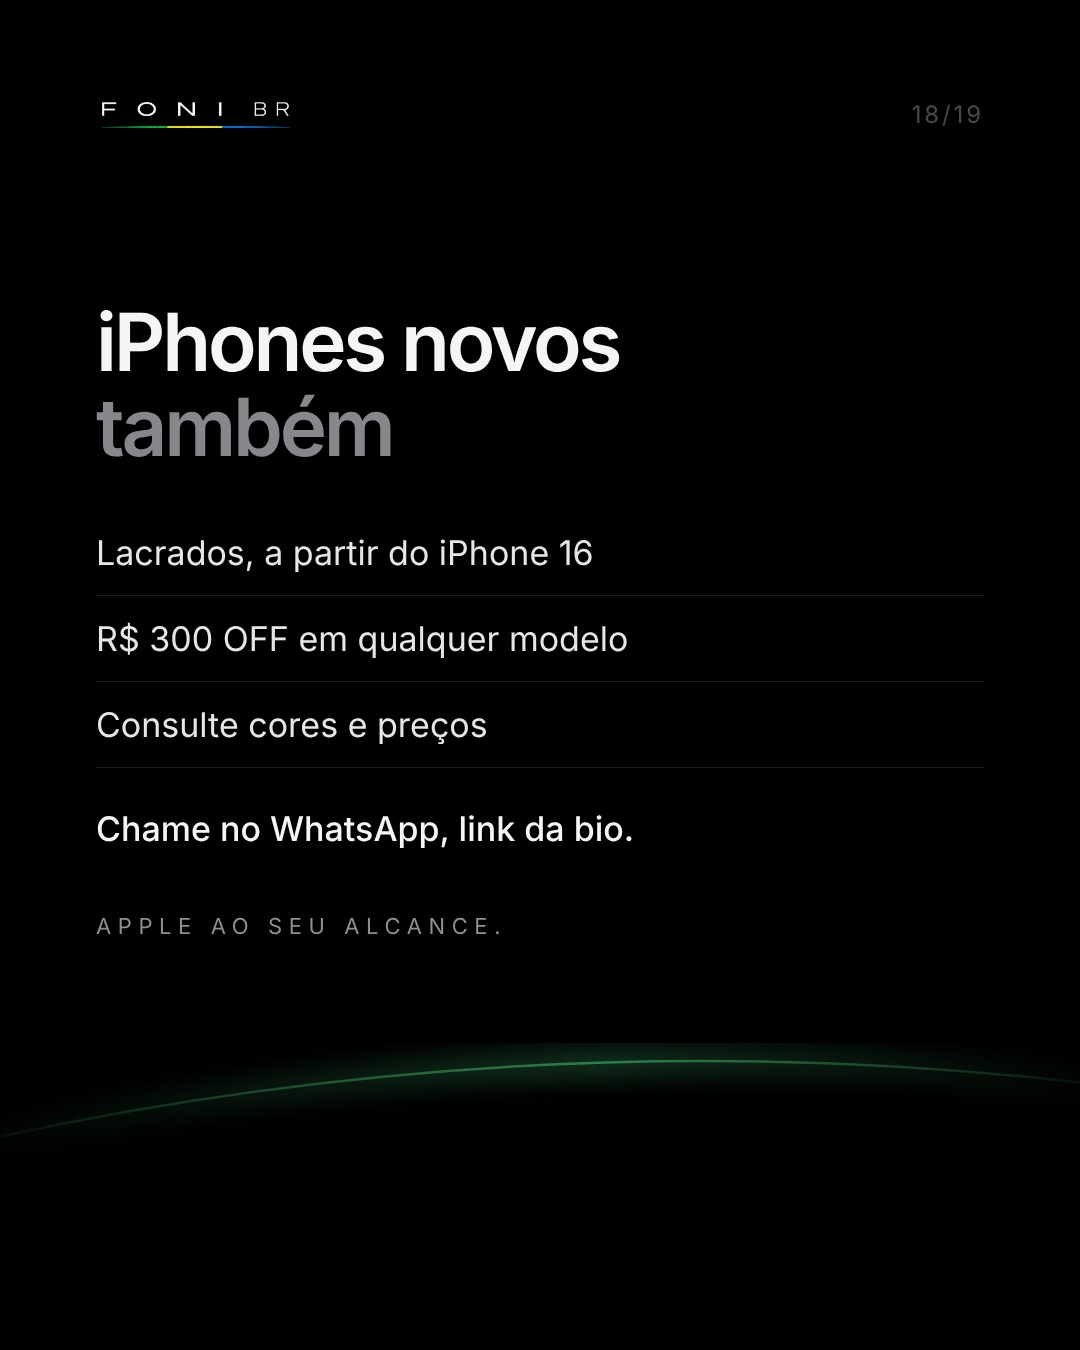 FONI BR
18/19
iPhones novos
também
Lacrados, a partir do iPhone 16
R$ 300 OFF em qualquer modelo
Consulte cores e preços
Chame no WhatsApp, link da bio.
APPLE AO SEU ALCANCE.